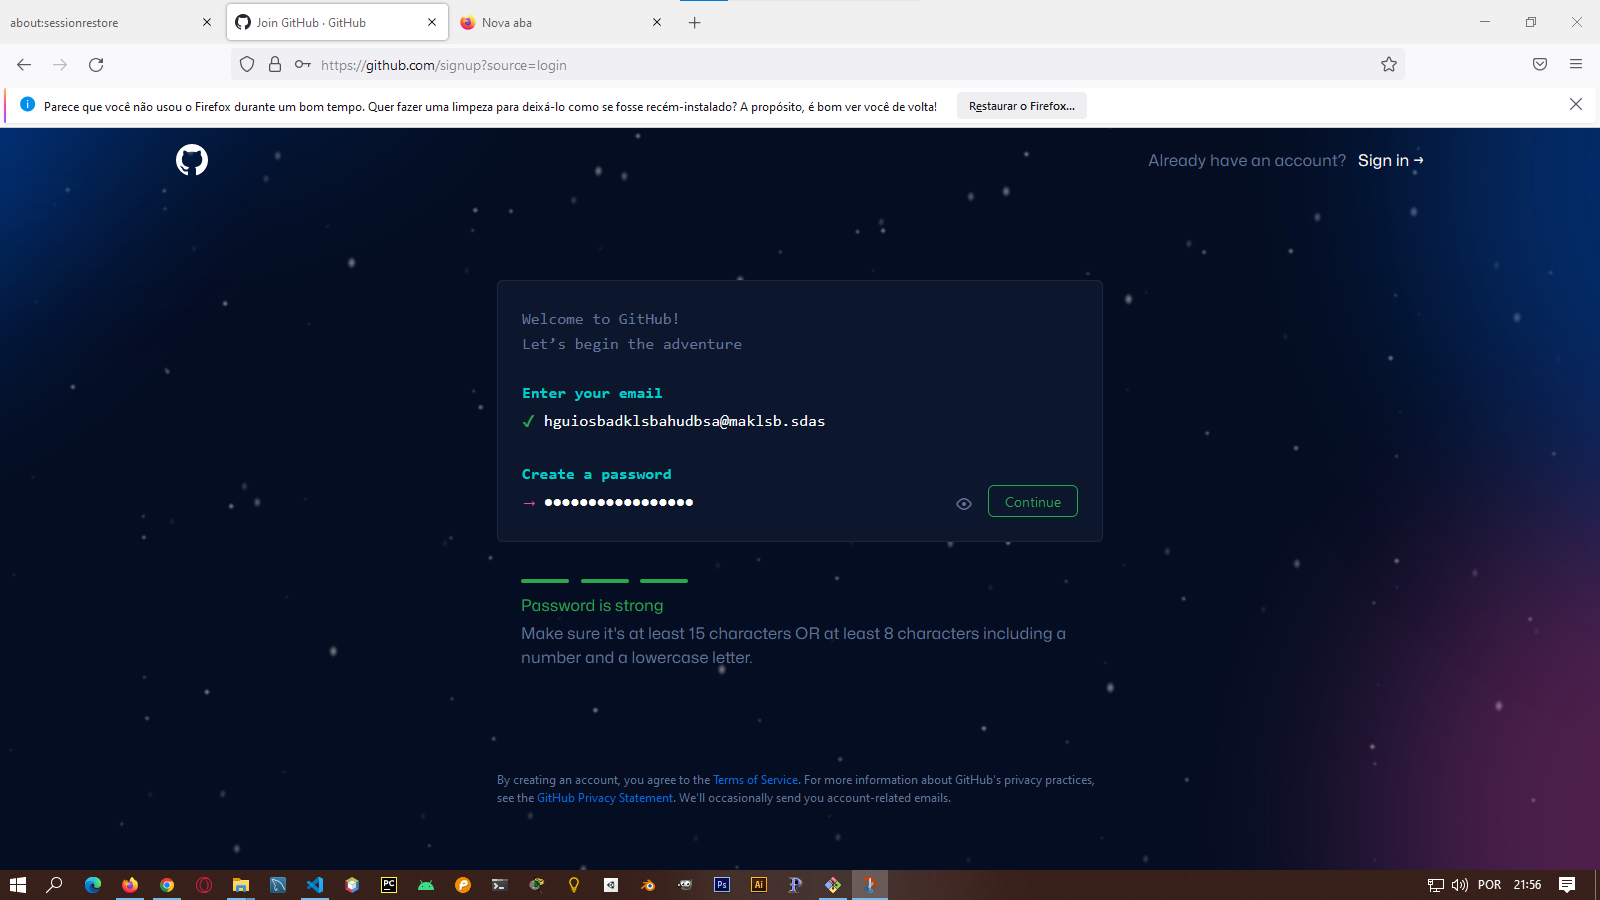 about:sessionrestore
Join GitHub · GitHub
Nova aba
https://github.com/signup?source=login
Parece que você não usou o Firefox durante um bom tempo. Quer fazer uma limpeza para deixá-lo como se fosse recém-instalado? A propósito, é bom ver você de volta!
Restaurar o Firefox...
Already have an account? Sign in →
Welcome to GitHub!
Let’s begin the adventure
Enter your email
✓ hguiosbadklsbahudbsa@maklsb.sdas
Create a password
→ •••••••••••••••••
Continue
Password is strong
Make sure it's at least 15 characters OR at least 8 characters including a
number and a lowercase letter.
By creating an account, you agree to the Terms of Service. For more information about GitHub's privacy practices,
see the GitHub Privacy Statement. We'll occasionally send you account-related emails.
PC
Ps
Ai
POR
21:56